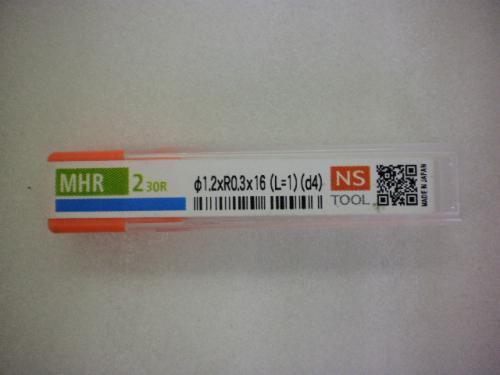 MHR 2 30R
φ1.2xR0.3x16 (L=1) (d4)
NS
TOOL
MADE IN JAPAN